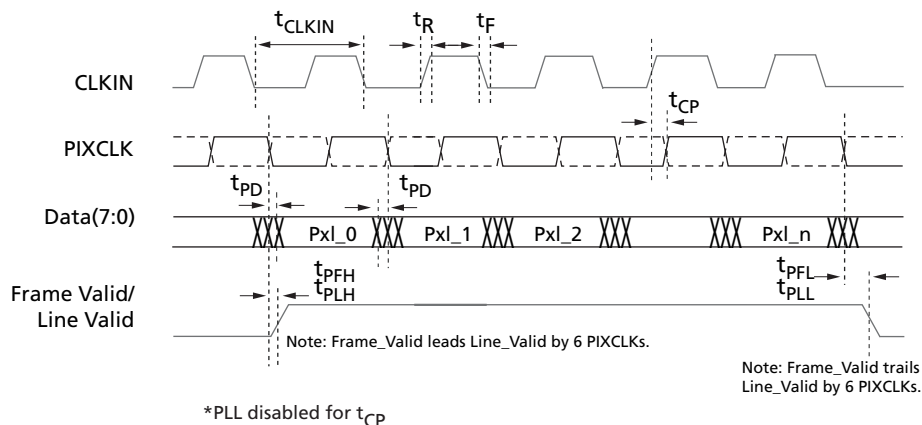 tCLKIN
tR
tF
CLKIN
tCP
PIXCLK
tPD
tPD
Data(7:0)
Pxl_0
Pxl_1
Pxl_2
Pxl_n
tPFH
tPLH
tPFL
tPLL
Frame Valid/
Line Valid
Note: Frame_Valid leads Line_Valid by 6 PIXCLKs.
Note: Frame_Valid trails
Line_Valid by 6 PIXCLKs.
*PLL disabled for tCP